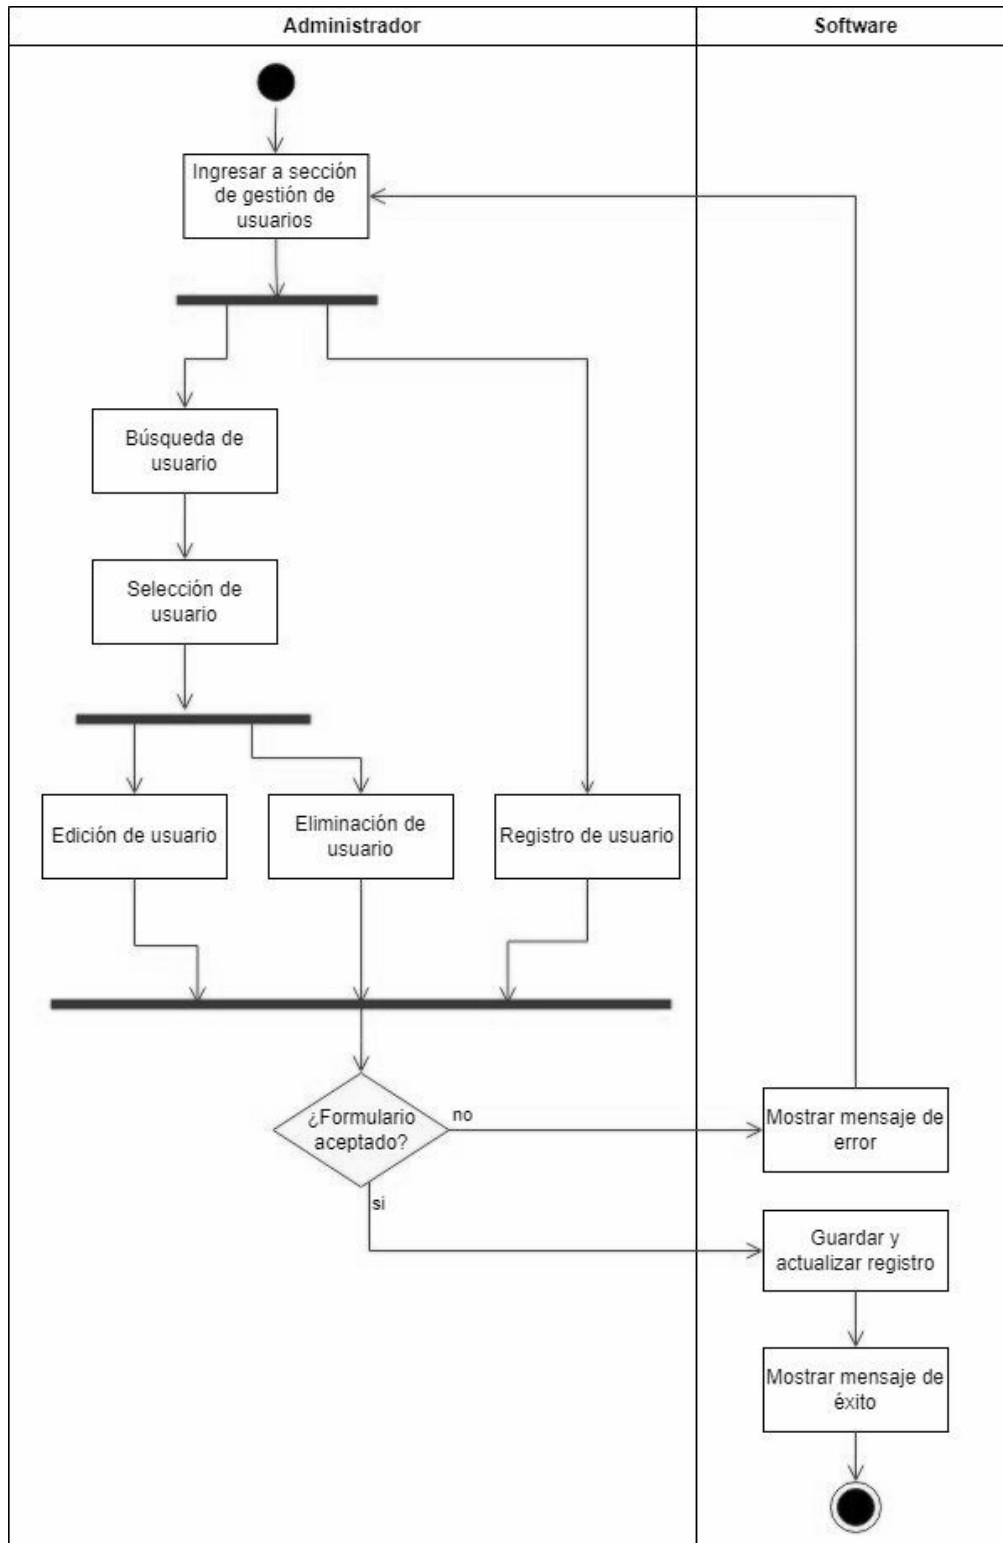 Administrador
Software
Ingresar a sección
de gestión de
usuarios
Búsqueda de
usuario
Selección de
usuario
Edición de usuario
Eliminación de
usuario
Registro de usuario
¿Formulario
aceptado?
no
Mostrar mensaje de
error
si
Guardar y
actualizar registro
Mostrar mensaje de
éxito